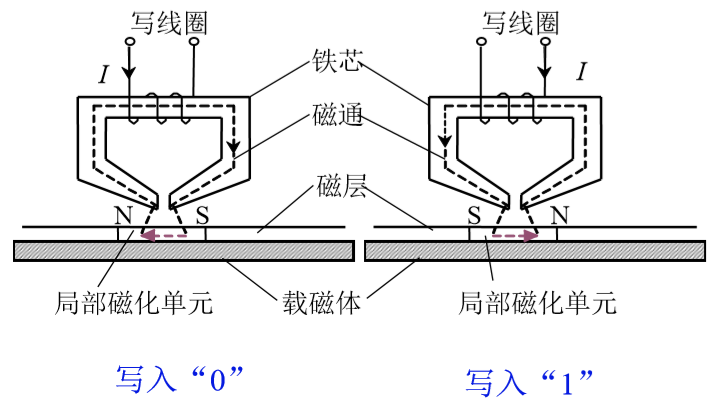 写线圈 写线圈
I I
铁芯
磁通
磁层
N S S N
局部磁化单元 载磁体 局部磁化单元
写入“0” 写入“1”